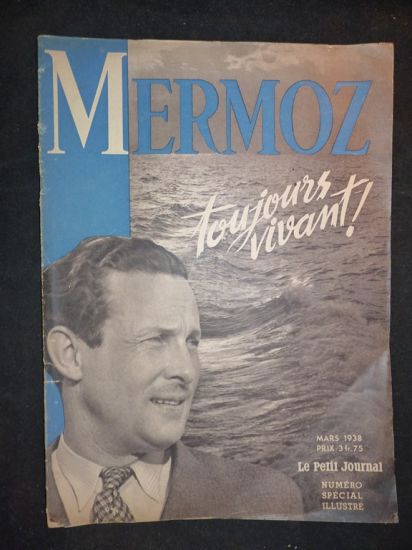 MERMOZ
toujours
vivant!
MARS 1938
PRIX 3 fr. 75
Le Petit Journal
NUMÉRO
SPÉCIAL
ILLUSTRÉ